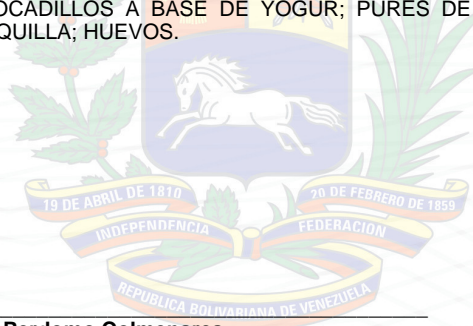 BOCADILLOS A BASE DE YOGUR; PURES DE
QUILLA; HUEVOS.
19 DE ABRIL DE 1810
20 DE FEBRERO DE 1859
INDEPENDENCIA
FEDERACION
REPUBLICA BOLIVARIANA DE VENEZUELA
Perdomo Colmenares